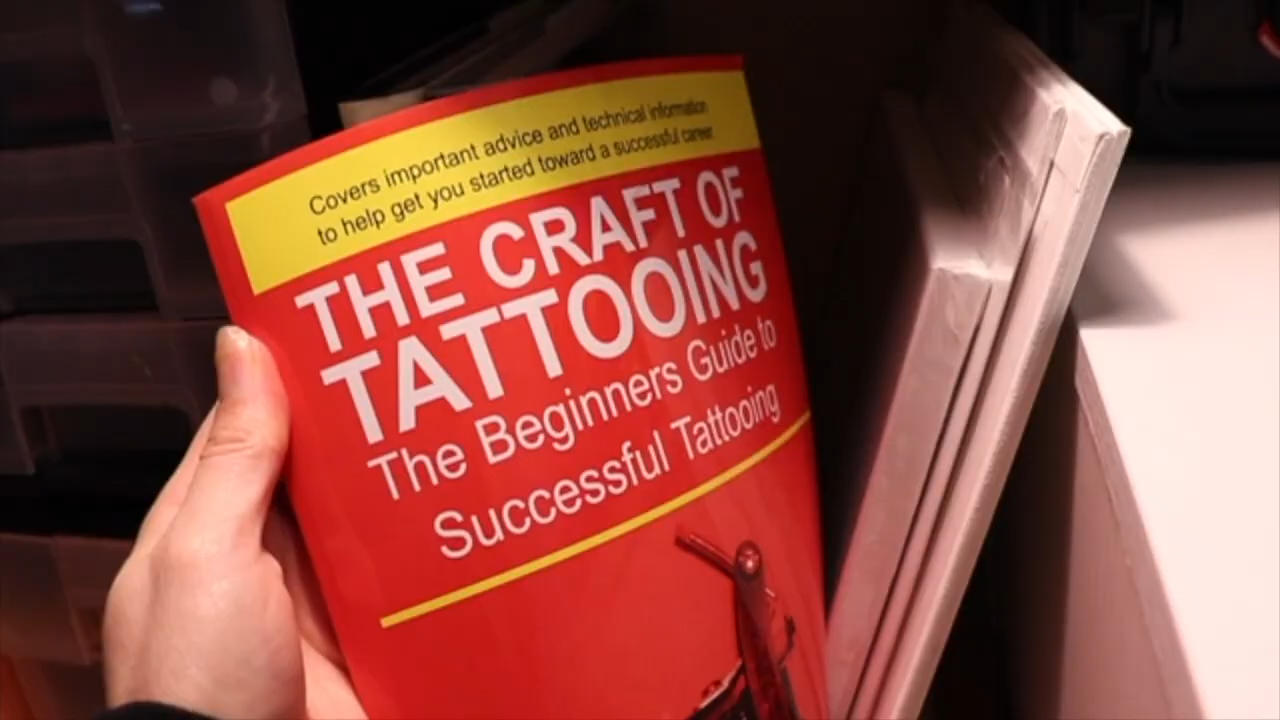 Covers important advice and technical information
to help get you started toward a successful career
THE CRAFT OF
TATTOOING
The Beginners Guide to
Successful Tattooing